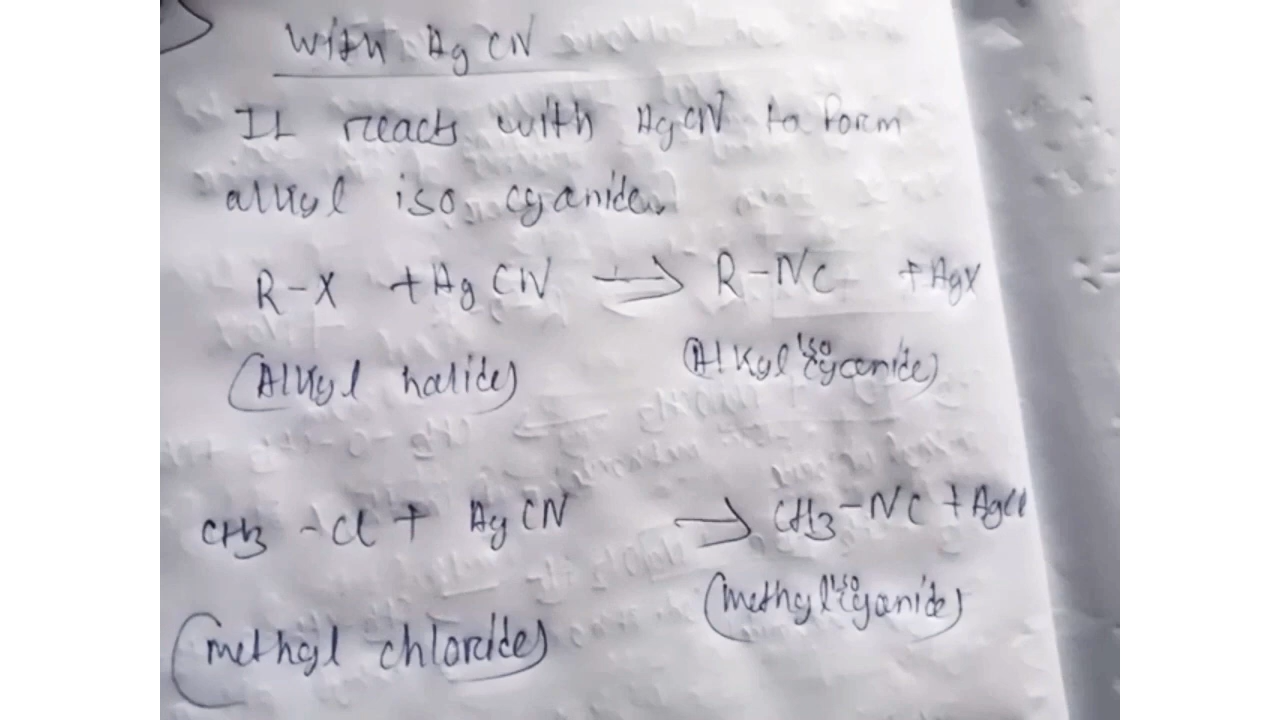 with AgCN
It reacts with AgCN to form
alkyl iso cyanide.
R-X + AgCN → R-NC + AgX
(Alkyl halide) (Alkyl iso cyanide)
CH3 - Cl + AgCN → CH3-NC + AgCl
(methyl chloride) (methyl iso cyanide)